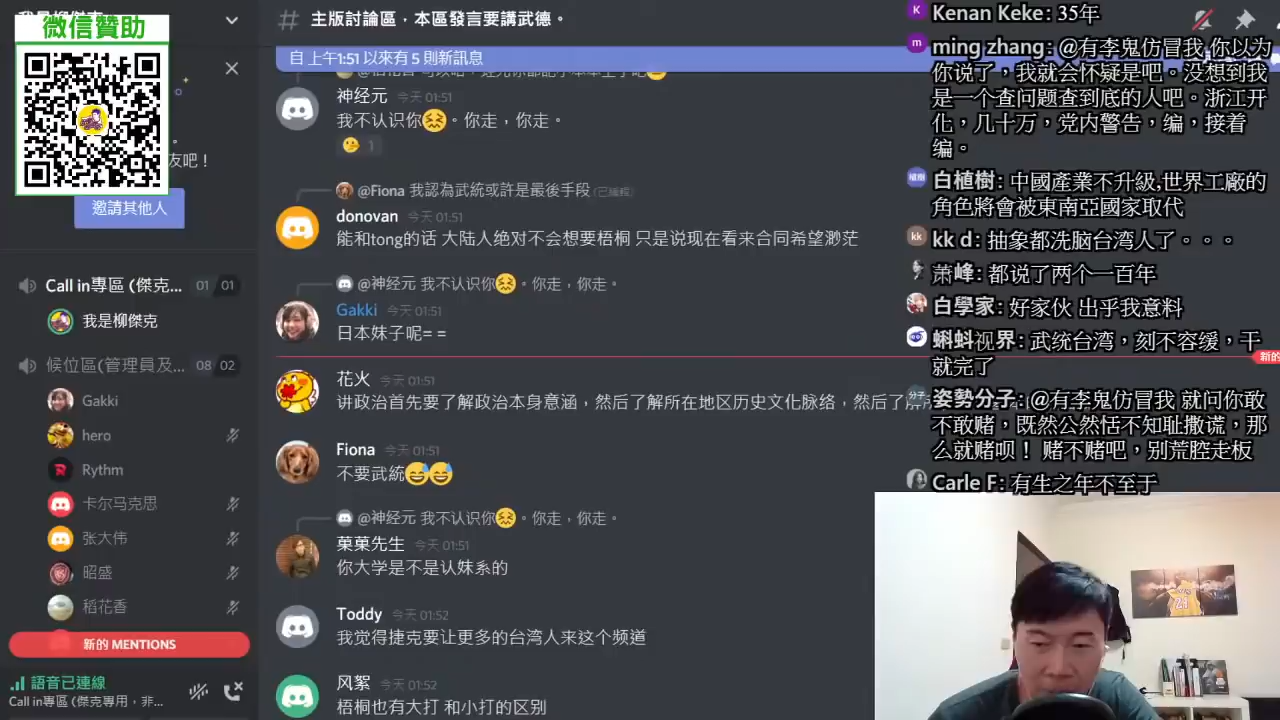 微信贊助
友吧！
邀請其他人
Call in專區 (傑克... 01 01
我是柳傑克
候位區(管理員及... 08 02
Gakki
hero
Rythm
卡尔马克思
张大伟
昭盛
稻花香
新的 MENTIONS
語音已連線
Call in專區 (傑克專用，非...
# 主版討論區，本區發言要講武德。
自 上午1:51 以來有 5 則新訊息
神经元 今天 01:51
我不认识你😖。你走，你走。
🤔 1
@Fiona 我認為武統或許是最後手段 (已編輯)
donovan 今天 01:51
能和tong的话 大陆人绝对不会想要梧桐 只是说现在看来合同希望渺茫
@神经元 我不认识你😖。你走，你走。
Gakki 今天 01:51
日本妹子呢= =
新的
花火 今天 01:51
讲政治首先要了解政治本身意涵，然后了解所在地区历史文化脉络，然后了解
Fiona 今天 01:51
不要武統😅😅
@神经元 我不认识你😖。你走，你走。
菓菓先生 今天 01:51
你大学是不是认妹系的
Toddy 今天 01:52
我觉得捷克要让更多的台湾人来这个频道
风絮 今天 01:52
梧桐也有大打 和小打的区别
Kenan Keke: 35年
ming zhang: @有李鬼仿冒我 你以为
你说了，我就会怀疑是吧。没想到我
是一个查问题查到底的人吧。浙江开
化，几十万，党内警告，编，接着
编。
白植樹: 中國產業不升級,世界工廠的
角色將會被東南亞國家取代
kk d: 抽象都洗脑台湾人了。。。
萧峰: 都说了两个一百年
白學家: 好家伙 出乎我意料
蝌蚪视界: 武统台湾，刻不容缓，干
就完了
姿勢分子: @有李鬼仿冒我 就问你敢
不敢赌，既然公然恬不知耻撒谎，那
么就赌呗！ 赌不赌吧，别荒腔走板
Carle F: 有生之年不至于